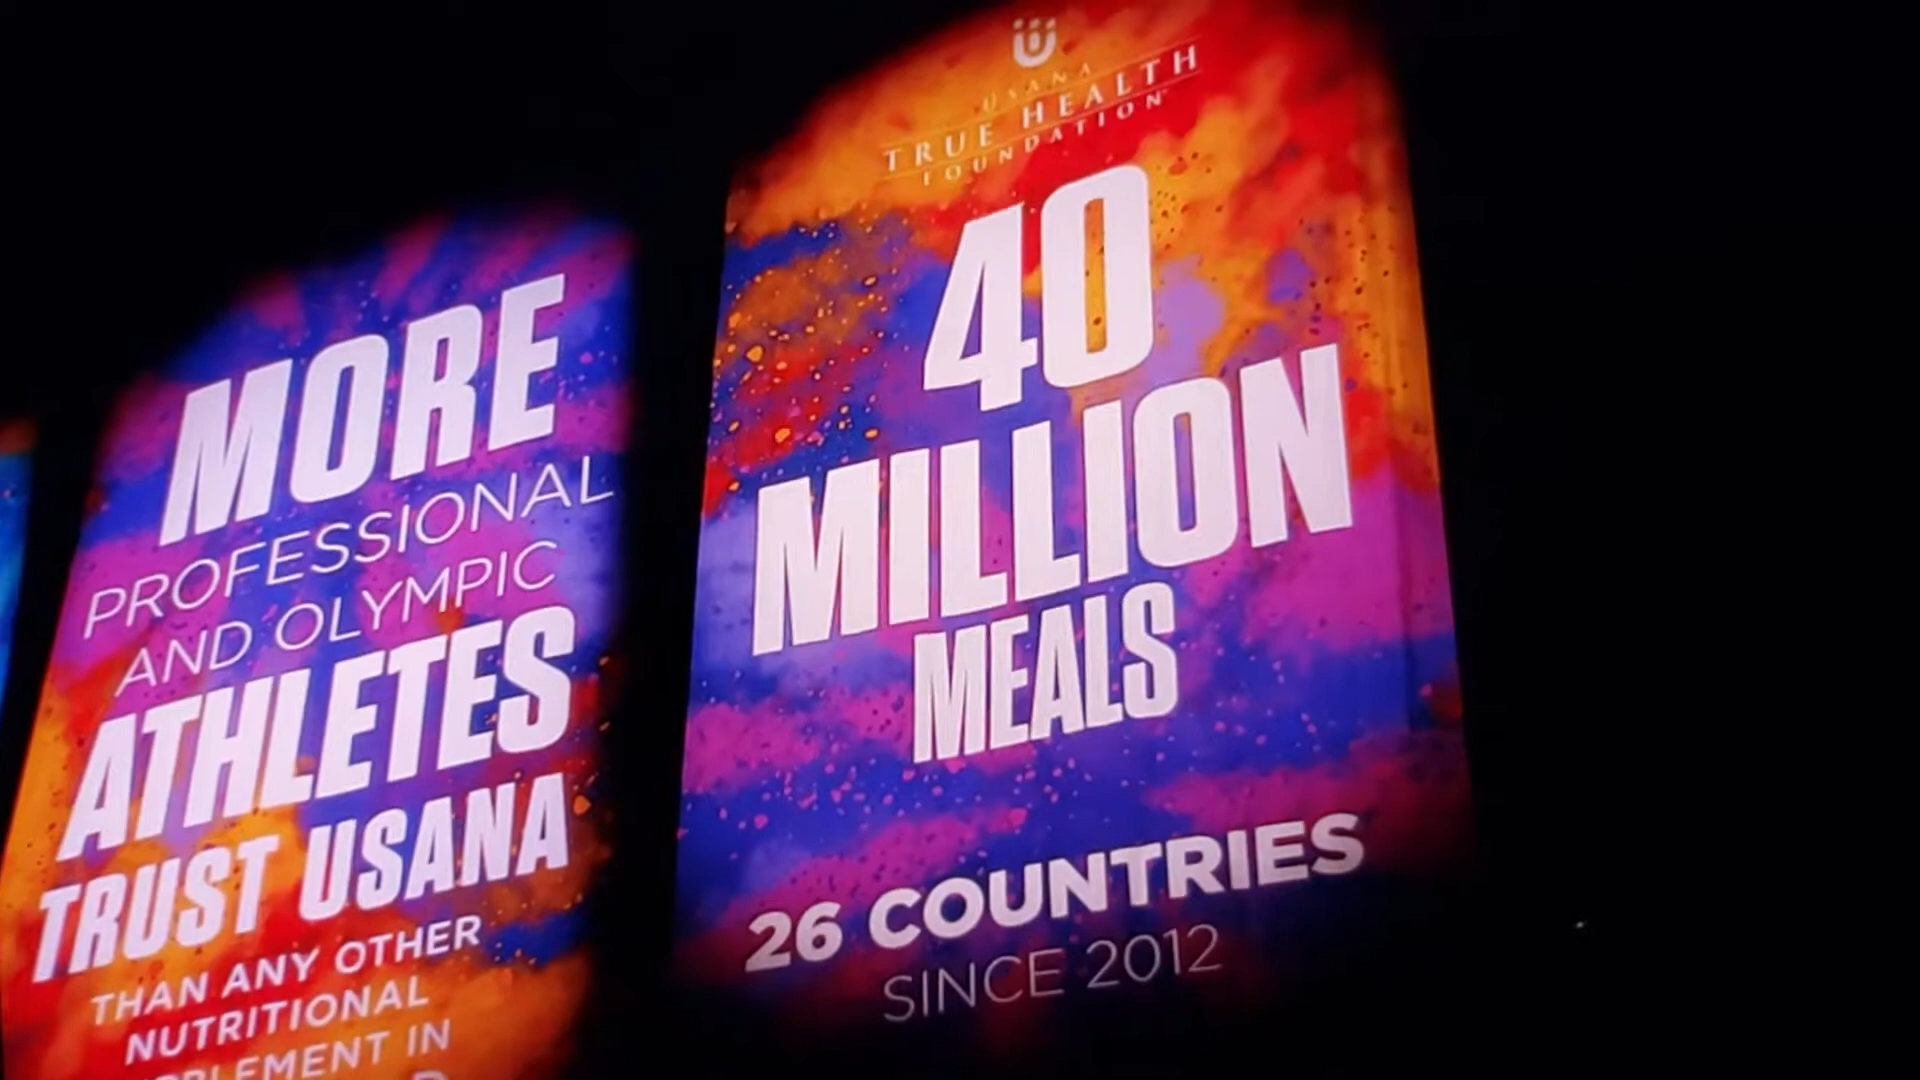 MORE
PROFESSIONAL
AND OLYMPIC
ATHLETES
TRUST USANA
THAN ANY OTHER
NUTRITIONAL
USANA
TRUE HEALTH
FOUNDATION
40
MILLION
MEALS
26 COUNTRIES
SINCE 2012